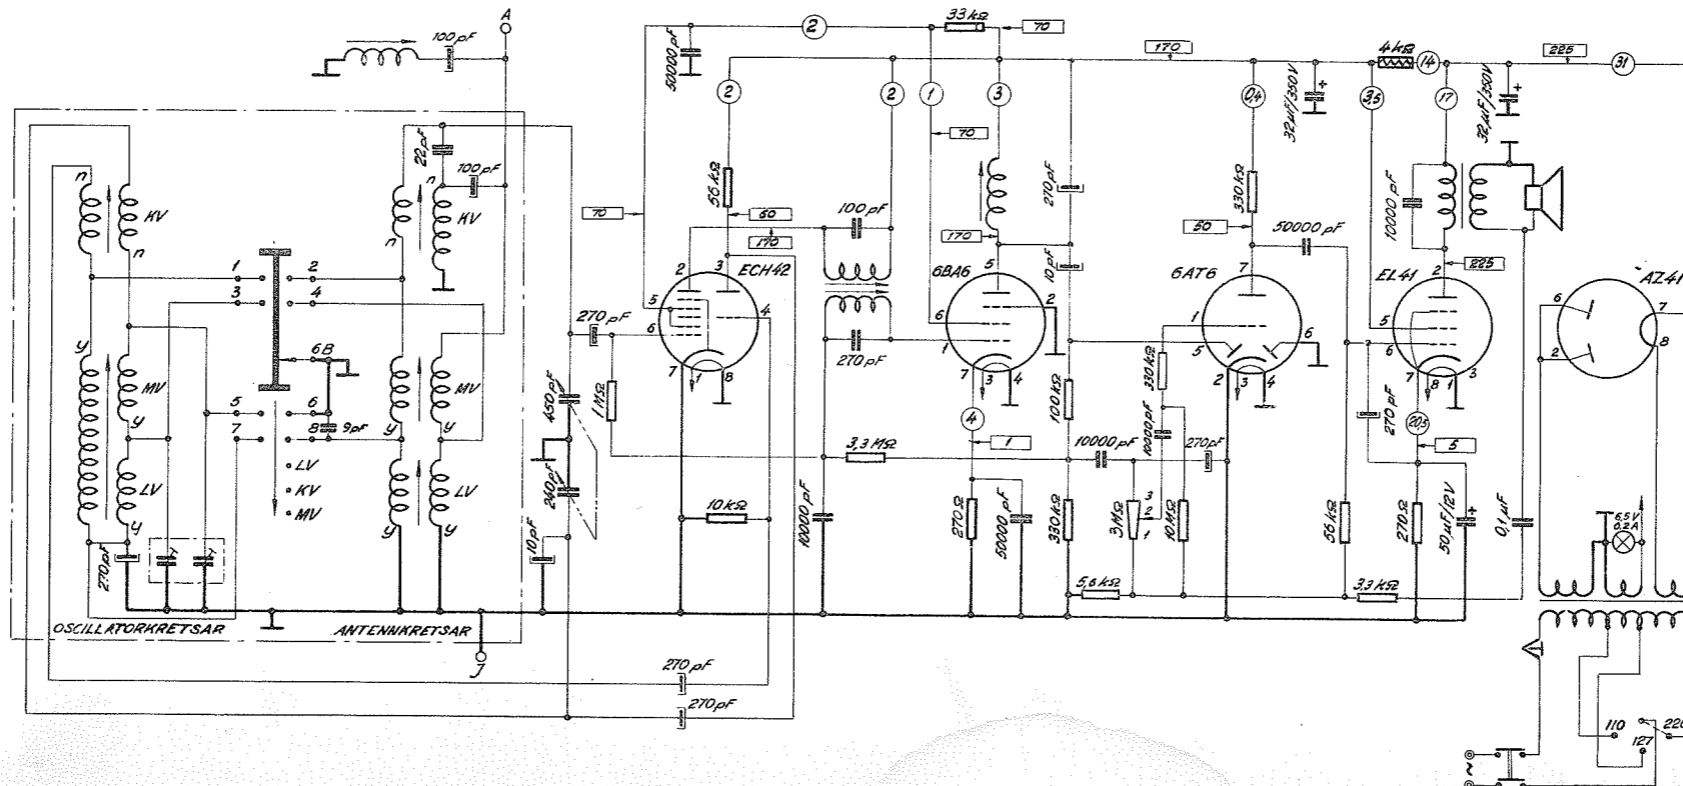 A
100pF
2
33kΩ
70
50000pF
170
4kΩ
14
225
31
2
2
1
3
0,4
32µF/350V
3,5
17
32µF/350V
22pF
100pF
56kΩ
70
270pF
330kΩ
10000pF
n
KV
n
n
KV
n
70
60
170
100pF
170
10pF
50
50000pF
225
1
2
3
4
2
3
ECH42
5
6
4
7
1
8
270pF
270pF
6BA6
5
2
6
1
7
3
4
6AT6
7
1
5
6
2
3
4
EL41
2
5
6
7
8
1
3
AZ41
6
7
2
8
6B
y
MV
y
MV
y
y
5
6
7
8
9pF
LV
KV
MV
LV
y
LV
y
y
450pF
1MΩ
240pF
3,3MΩ
4
1
100kΩ
330kΩ
10000pF
10000pF
270pF
270pF
20,5
5
10kΩ
10pF
10000pF
270Ω
50000pF
330kΩ
3MΩ
3
2
1
10MΩ
56kΩ
270Ω
50µF/12V
0,1µF
6,5V
0.2A
270pF
5,6kΩ
3,3kΩ
OSCILLATORKRETSAR
ANTENNKRETSAR
J
270pF
270pF
110
127
220
~